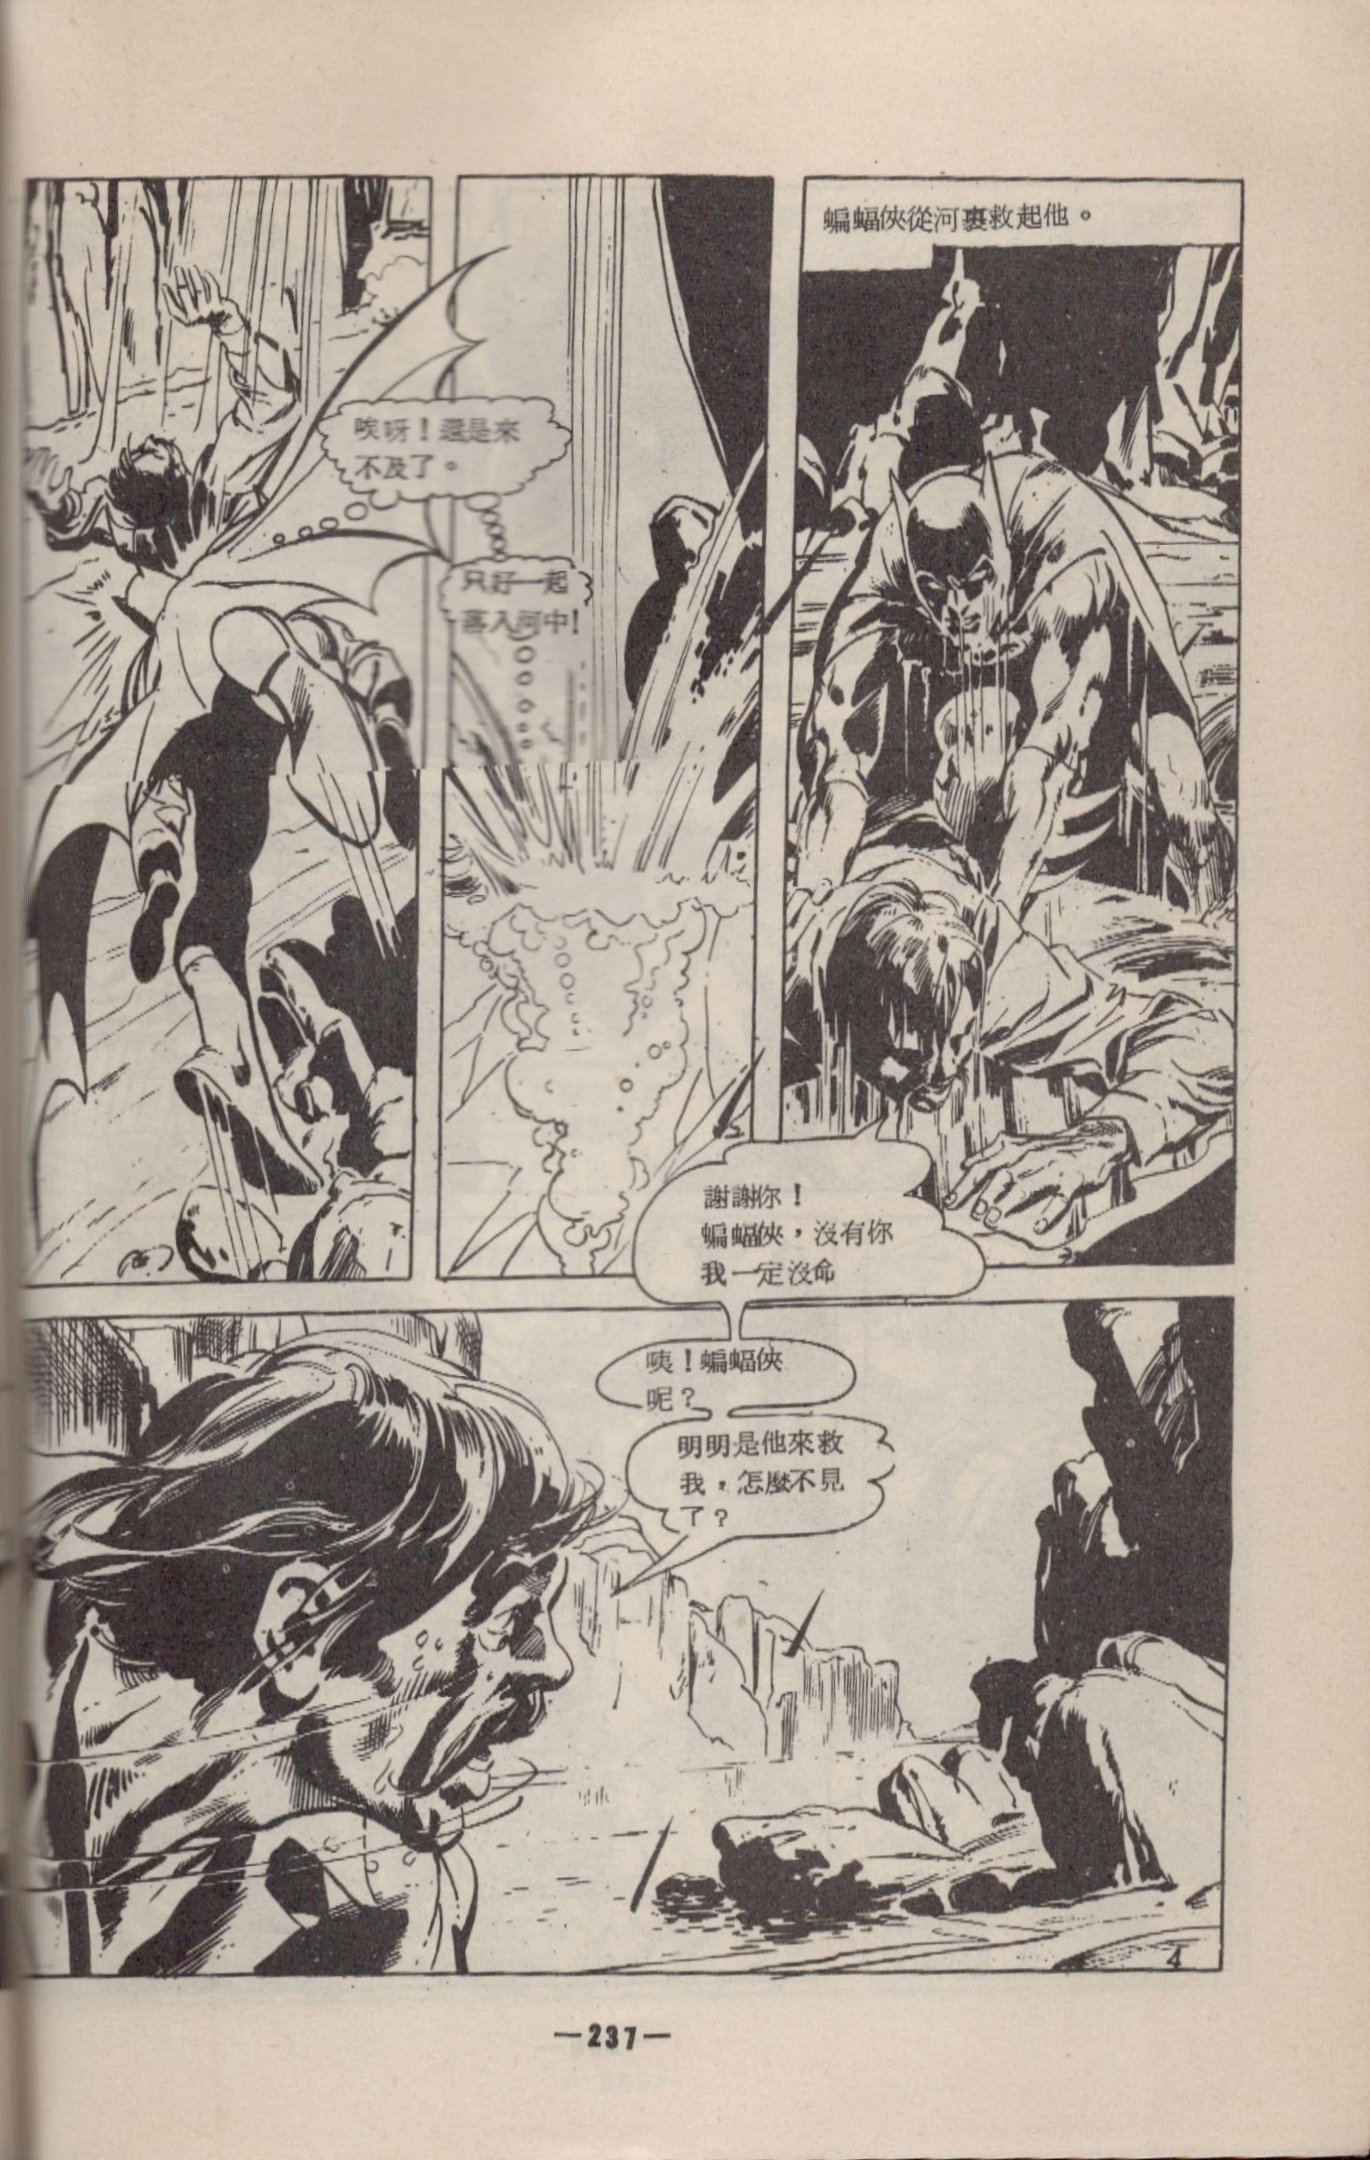 唉呀！還是來
不及了。
只好一起
落入河中！
蝙蝠俠從河裏救起他。
謝謝你！
蝙蝠俠，沒有你
我一定沒命
咦！蝙蝠俠
呢？
明明是他來救
我，怎麼不見
了？
4
—237—